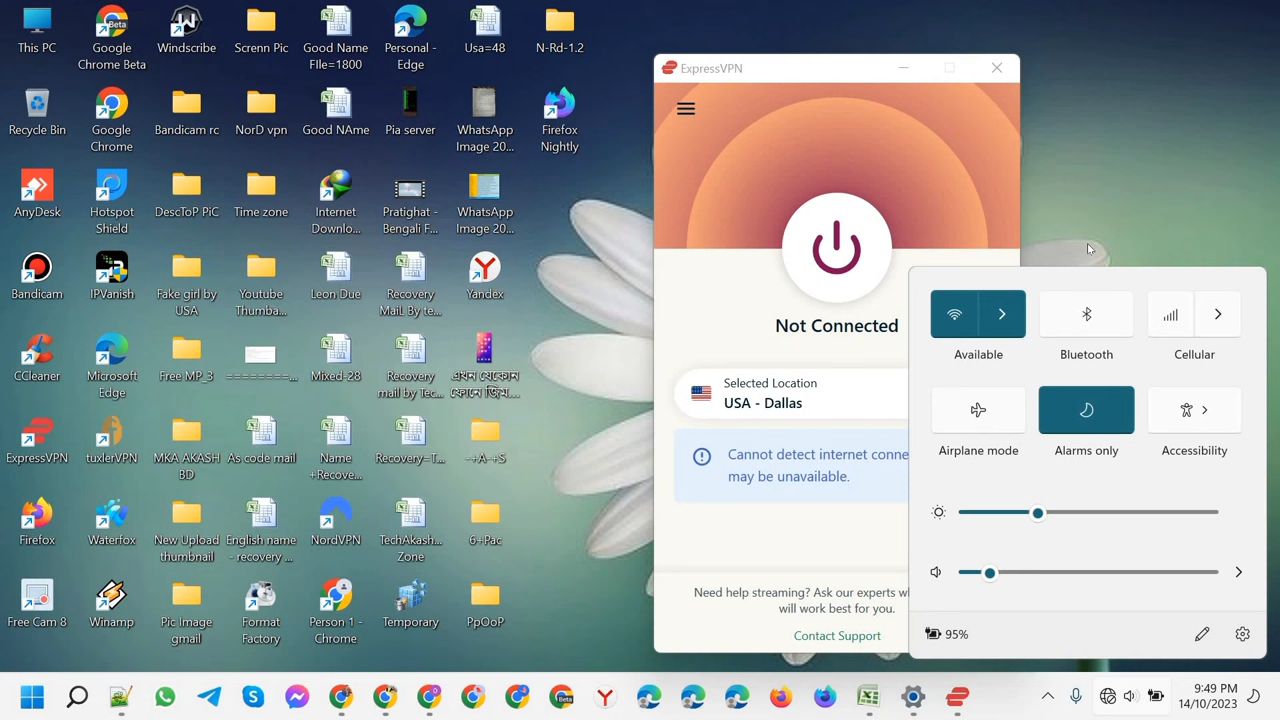 This PC
Google
Chrome Beta
Windscribe
Screnn Pic
Good Name
FIle=1800
Personal -
Edge
Usa=48
N-Rd-1.2
Recycle Bin
Google
Chrome
Bandicam rc
NorD vpn
Good NAme
Pia server
WhatsApp
Image 20...
Firefox
Nightly
AnyDesk
Hotspot
Shield
DescToP PiC
Time zone
Internet
Downlo...
Pratighat -
Bengali F...
WhatsApp
Image 20...
Bandicam
IPVanish
Fake girl by
USA
Youtube
Thumba...
Leon Due
Recovery
MaiL By te...
Yandex
CCleaner
Microsoft
Edge
Free MP_3
========...
Mixed-28
Recovery
mail by Tec...
এখন যেকোন
ফোনে জিম...
ExpressVPN
tuxlerVPN
MKA AKASH
BD
As code mail
Name
+Recove...
Recovery=T...
-+A-+S
Firefox
Waterfox
New Upload
thumbnail
English name
- recovery ...
NordVPN
TechAkash...
Zone
6+Pac
Free Cam 8
Winamp
Pic Image
gmail
Format
Factory
Person 1 -
Chrome
Temporary
PpOoP
ExpressVPN
Not Connected
Selected Location
USA - Dallas
Cannot detect internet conne
may be unavailable.
Need help streaming? Ask our experts w
will work best for you.
Contact Support
Available
Bluetooth
Cellular
Airplane mode
Alarms only
Accessibility
95%
Beta
9:49 PM
14/10/2023